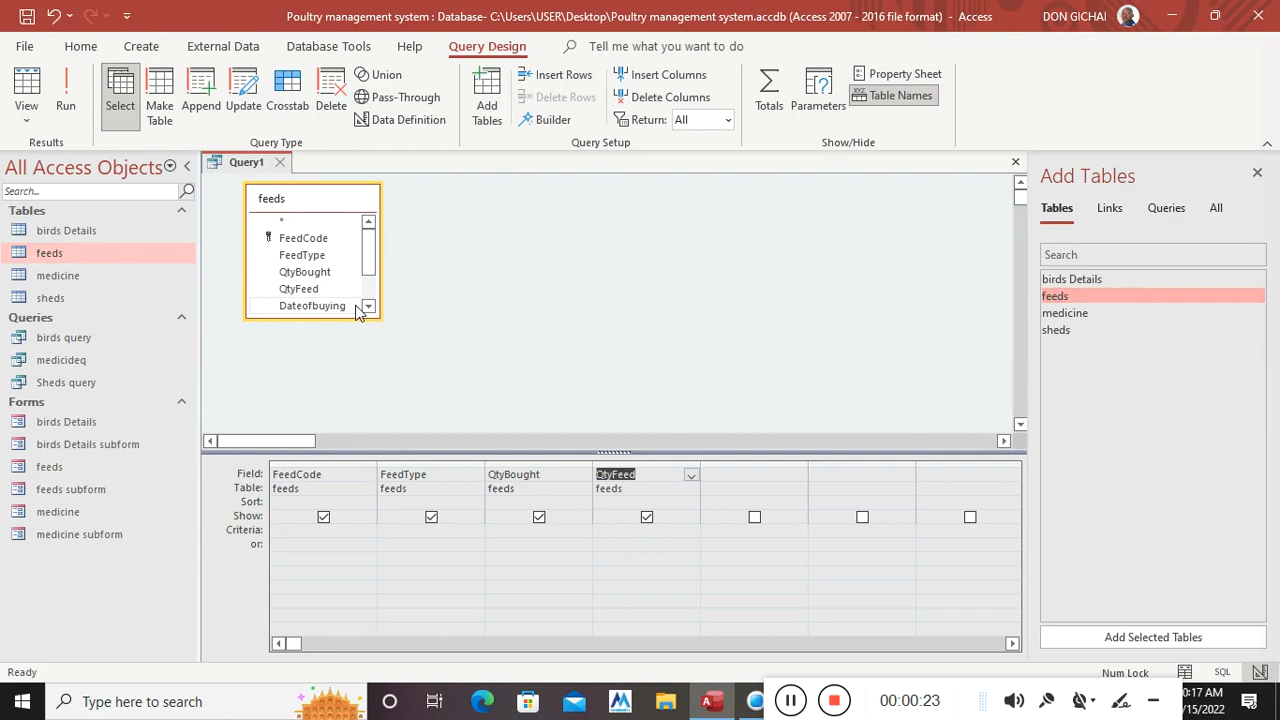 Poultry management system : Database- C:\Users\USER\Desktop\Poultry management system.accdb (Access 2007 - 2016 file format) - Access
DON GICHAI
File Home Create External Data Database Tools Help Query Design Tell me what you want to do
View
Run
Select
Make Table
Append
Update
Crosstab
Delete
Union
Pass-Through
Data Definition
Add Tables
Insert Rows
Delete Rows
Builder
Insert Columns
Delete Columns
Return: All
Totals
Parameters
Property Sheet
XYZ Table Names
Results
Query Type
Query Setup
Show/Hide
All Access Objects
Search...
Tables
birds Details
feeds
medicine
sheds
Queries
birds query
medicideq
Sheds query
Forms
birds Details
birds Details subform
feeds
feeds subform
medicine
medicine subform
Query1
feeds
*
FeedCode
FeedType
QtyBought
QtyFeed
Dateofbuying
Field: FeedCode FeedType QtyBought QtyFeed
Table: feeds feeds feeds feeds
Sort:
Show:
Criteria:
or:
Add Tables
Tables Links Queries All
Search
birds Details
feeds
medicine
sheds
Add Selected Tables
Ready
Num Lock
SQL
Type here to search
00:00:23
0:17 AM
/15/2022